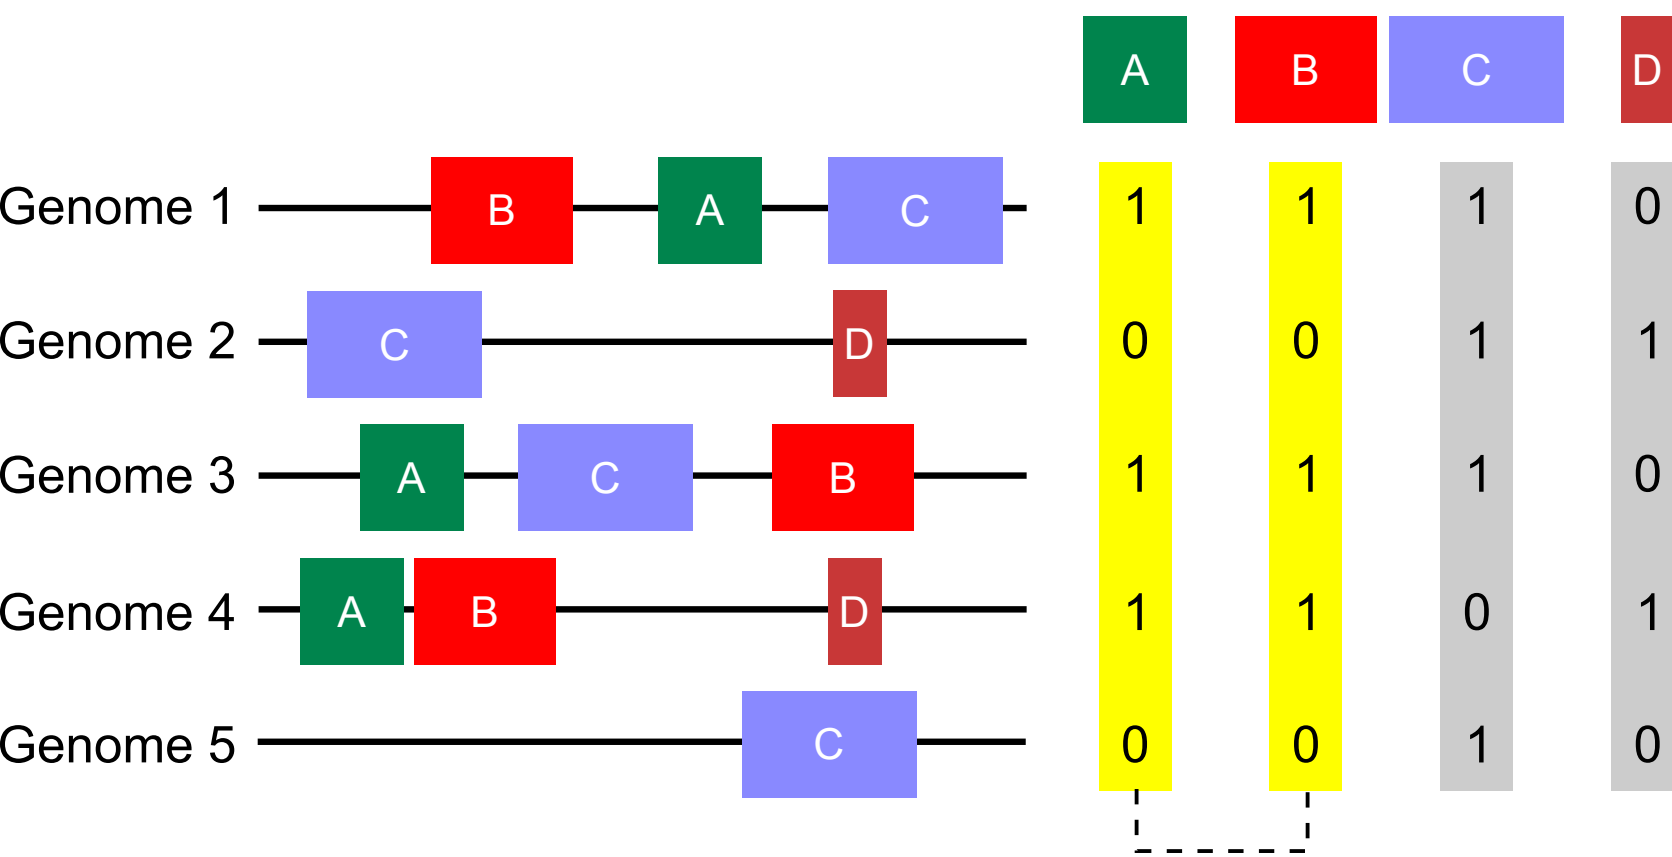 A B C D
Genome 1 B A C 1 1 1 0
Genome 2 C D 0 0 1 1
Genome 3 A C B 1 1 1 0
Genome 4 A B D 1 1 0 1
Genome 5 C 0 0 1 0